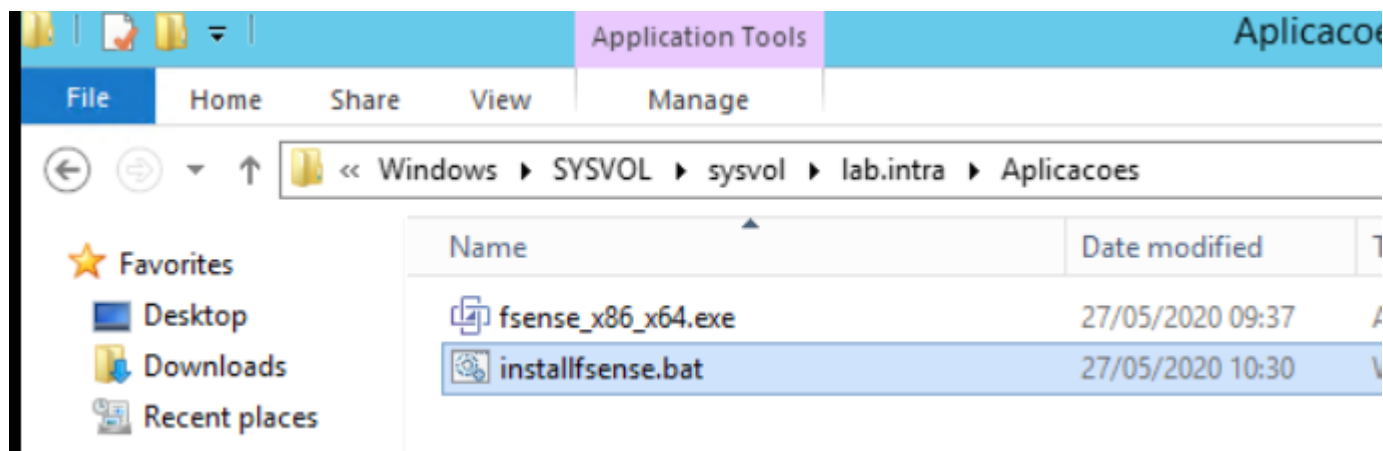 Application Tools
Aplicacoe
File Home Share View Manage
« Windows SYSVOL sysvol lab.intra Aplicacoes
Name Date modified T
Favorites
Desktop
Downloads
Recent places
fsense_x86_x64.exe 27/05/2020 09:37 A
installfsense.bat 27/05/2020 10:30 V